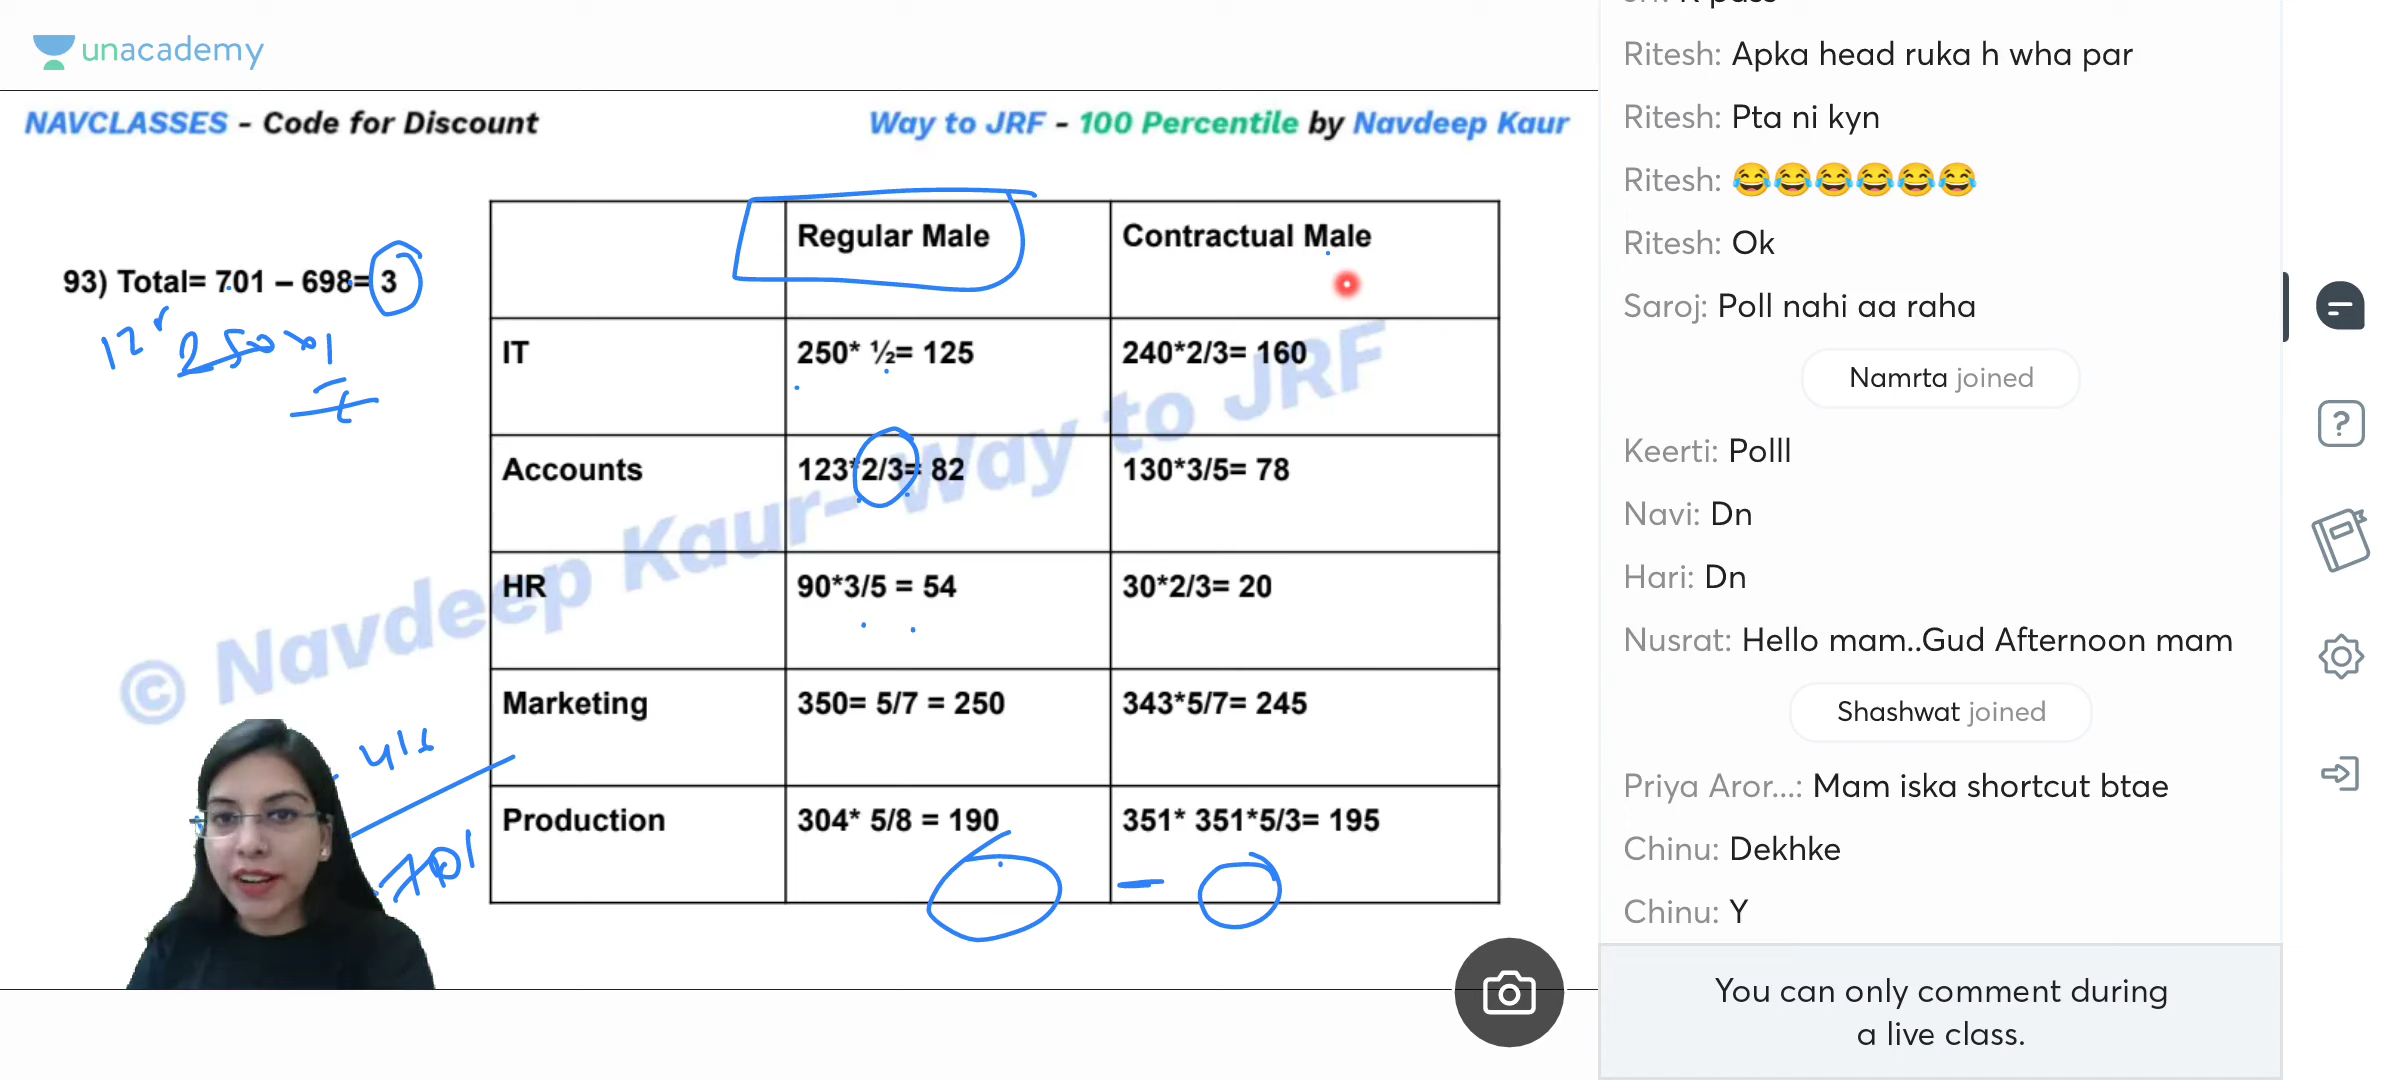 unacademy
NAVCLASSES - Code for Discount
Way to JRF - 100 Percentile by Navdeep Kaur
93) Total= 701 – 698= 3
Regular Male
Contractual Male
IT
250* ½= 125
240*2/3= 160
Accounts
123*2/3= 82
130*3/5= 78
HR
90*3/5 = 54
30*2/3= 20
Marketing
350= 5/7 = 250
343*5/7= 245
Production
304* 5/8 = 190
351* 351*5/3= 195
701
© Navdeep Kaur- Way to JRF
Ritesh: Apka head ruka h wha par
Ritesh: Pta ni kyn
Ritesh: 😂😂😂😂😂😂
Ritesh: Ok
Saroj: Poll nahi aa raha
Namrta joined
Keerti: Polll
Navi: Dn
Hari: Dn
Nusrat: Hello mam..Gud Afternoon mam
Shashwat joined
Priya Aror...: Mam iska shortcut btae
Chinu: Dekhke
Chinu: Y
You can only comment during
a live class.